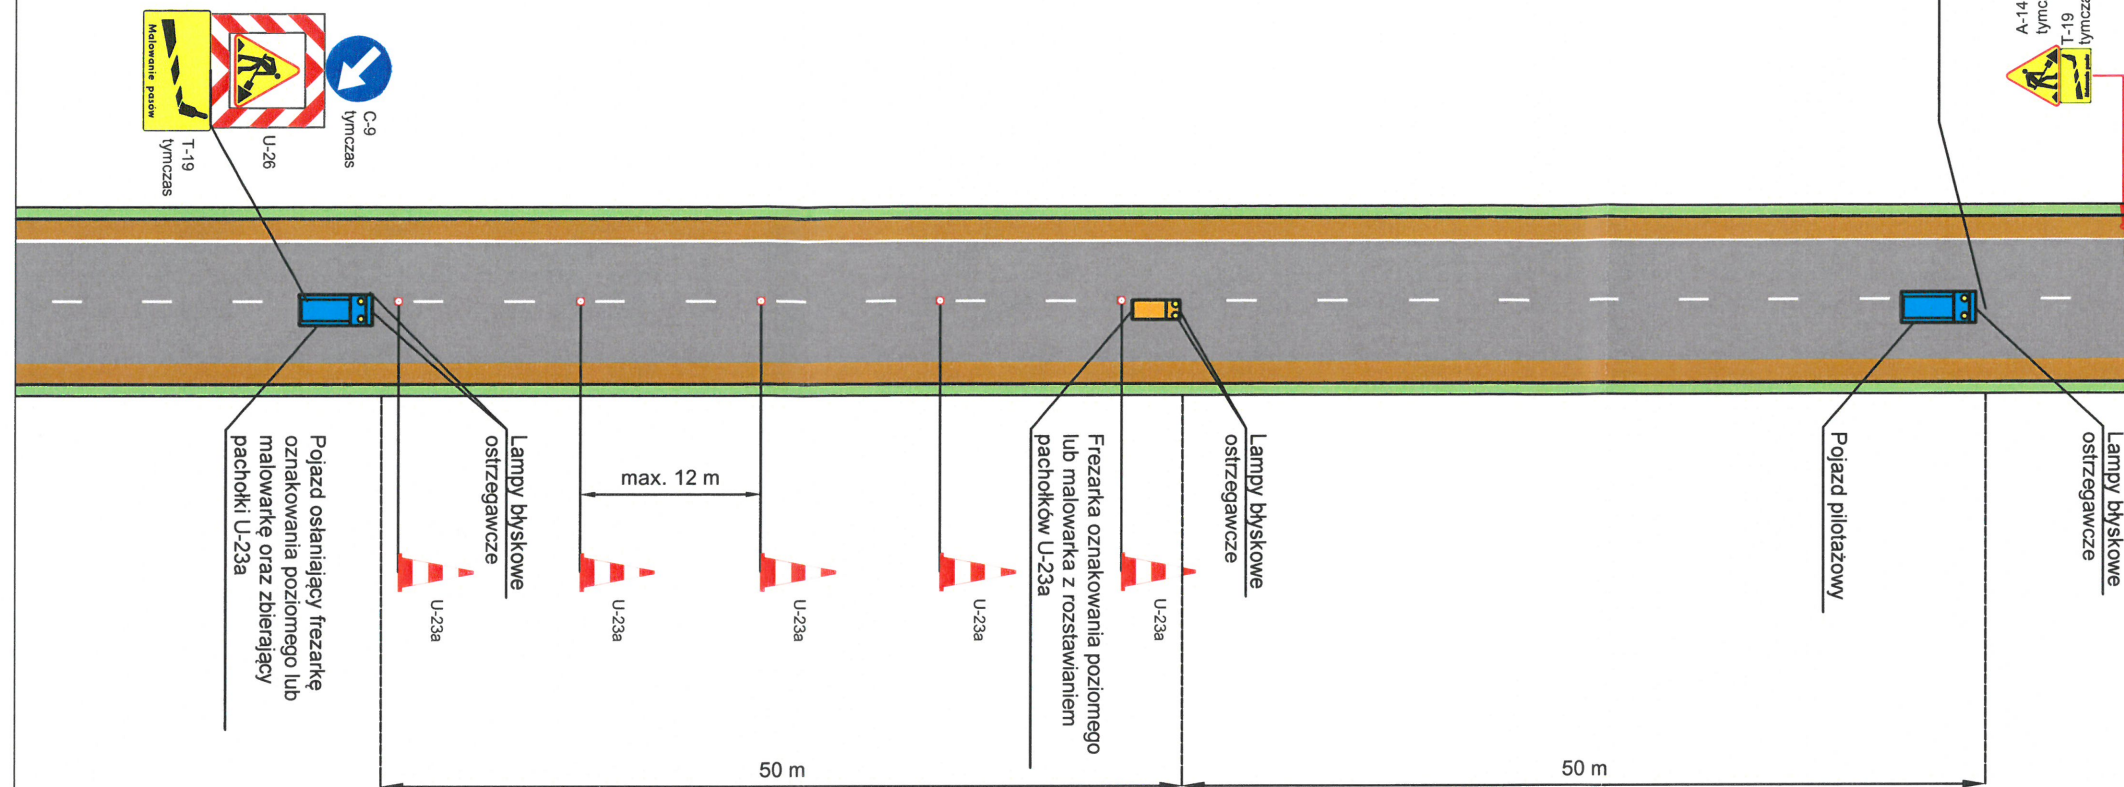 Malowanie pasów
T-19
tymczas
U-26
C-9
tymczas
A-14
T-19
Lampy błyskowe
ostrzegawcze
Pojazd osłaniający frezarkę
oznakowania poziomego lub
malowarkę oraz zbierający
pachołki U-23a
max. 12 m
U-23a
U-23a
U-23a
U-23a
U-23a
Frezarka oznakowania poziomego
lub malowarka z rozstawianiem
pachołków U-23a
Lampy błyskowe
ostrzegawcze
Pojazd pilotażowy
Lampy błyskowe
ostrzegawcze
50 m
50 m